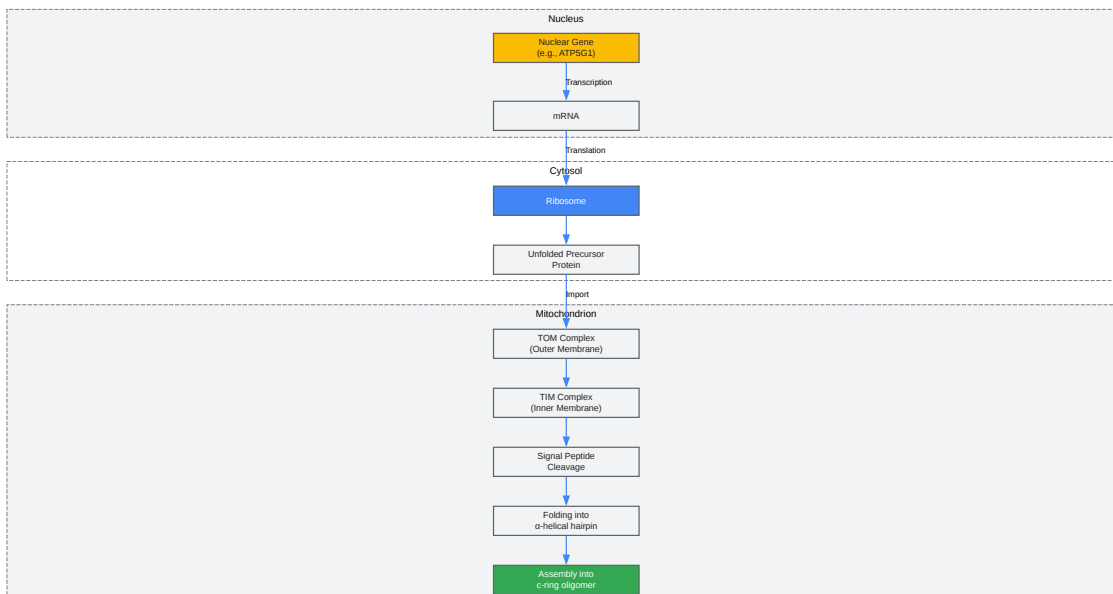 Nucleus
Nuclear Gene
(e.g., ATP5G1)
Transcription
mRNA
Translation
Cytosol
Ribosome
Unfolded Precursor
Protein
Import
Mitochondrion
TOM Complex
(Outer Membrane)
TIM Complex
(Inner Membrane)
Signal Peptide
Cleavage
Folding into
α-helical hairpin
Assembly into
c-ring oligomer